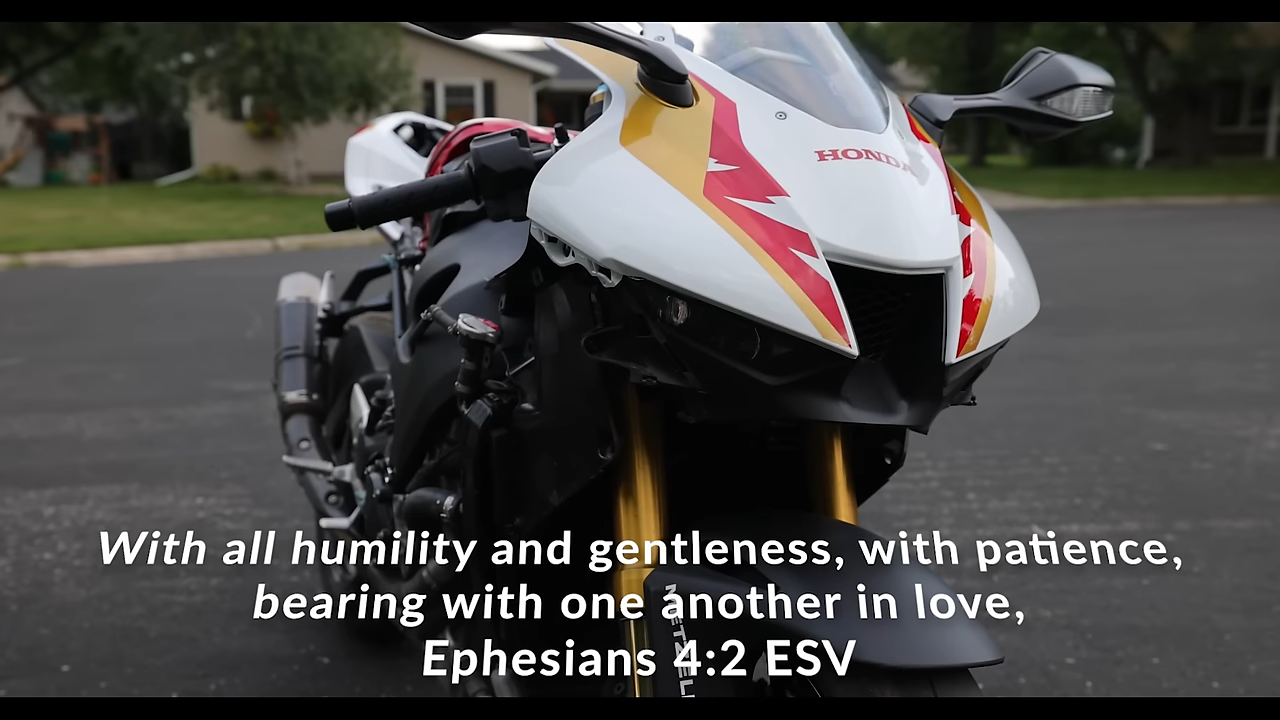 HONDA
With all humility and gentleness, with patience,
bearing with one another in love,
Ephesians 4:2 ESV